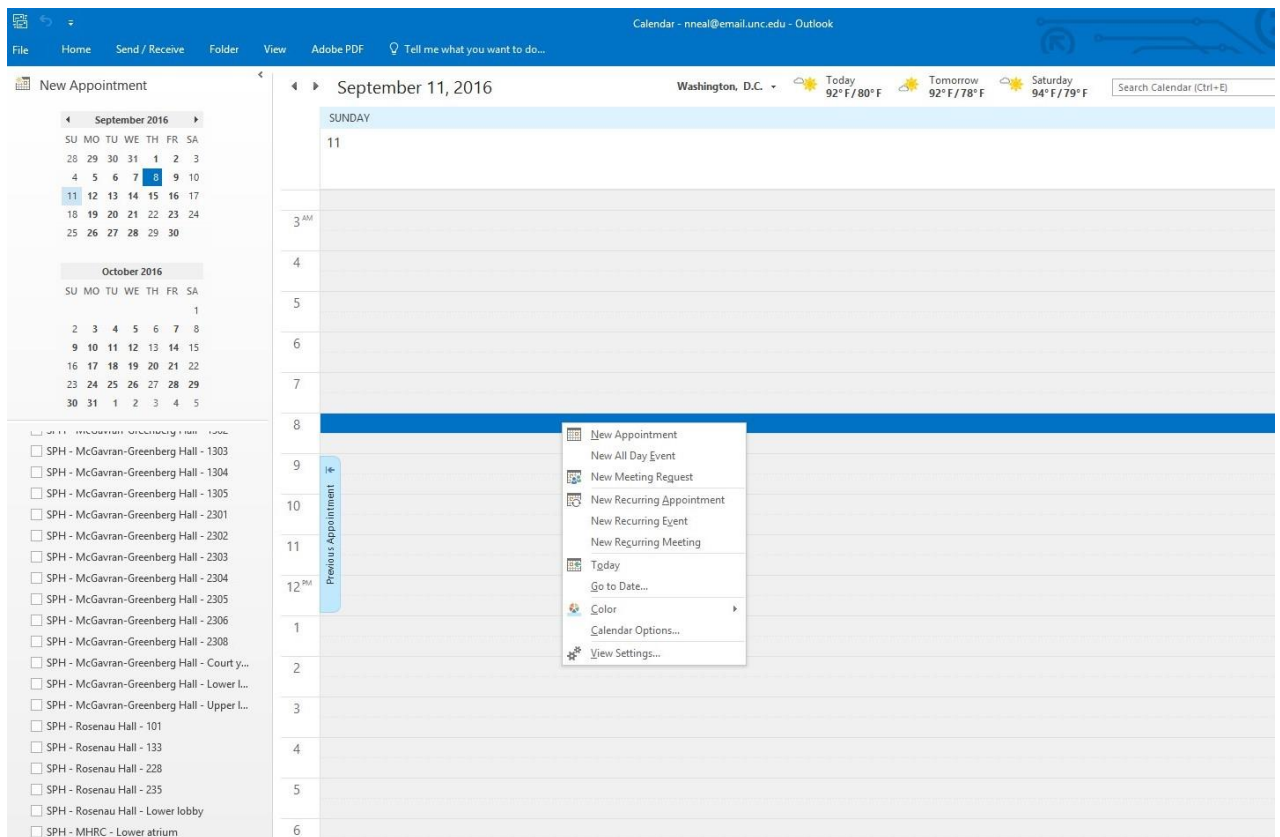 Calendar - nneal@email.unc.edu - Outlook
File Home Send / Receive Folder View Adobe PDF Tell me what you want to do...
New Appointment
September 2016
SU MO TU WE TH FR SA
28 29 30 31 1 2 3
4 5 6 7 8 9 10
11 12 13 14 15 16 17
18 19 20 21 22 23 24
25 26 27 28 29 30
October 2016
SU MO TU WE TH FR SA
1
2 3 4 5 6 7 8
9 10 11 12 13 14 15
16 17 18 19 20 21 22
23 24 25 26 27 28 29
30 31 1 2 3 4 5
SPH - McGavran-Greenberg Hall - 1302
SPH - McGavran-Greenberg Hall - 1303
SPH - McGavran-Greenberg Hall - 1304
SPH - McGavran-Greenberg Hall - 1305
SPH - McGavran-Greenberg Hall - 2301
SPH - McGavran-Greenberg Hall - 2302
SPH - McGavran-Greenberg Hall - 2303
SPH - McGavran-Greenberg Hall - 2304
SPH - McGavran-Greenberg Hall - 2305
SPH - McGavran-Greenberg Hall - 2306
SPH - McGavran-Greenberg Hall - 2308
SPH - McGavran-Greenberg Hall - Court y...
SPH - McGavran-Greenberg Hall - Lower l...
SPH - McGavran-Greenberg Hall - Upper l...
SPH - Rosenau Hall - 101
SPH - Rosenau Hall - 133
SPH - Rosenau Hall - 228
SPH - Rosenau Hall - 235
SPH - Rosenau Hall - Lower lobby
SPH - MHRC - Lower atrium
September 11, 2016
Washington, D.C.
Today
92° F / 80° F
Tomorrow
92° F / 78° F
Saturday
94° F / 79° F
Search Calendar (Ctrl+E)
SUNDAY
11
3 AM
4
5
6
7
8
9
10
11
12 PM
1
2
3
4
5
6
Previous Appointment
New Appointment
New All Day Event
New Meeting Request
New Recurring Appointment
New Recurring Event
New Recurring Meeting
Today
Go to Date...
Color
Calendar Options...
View Settings...